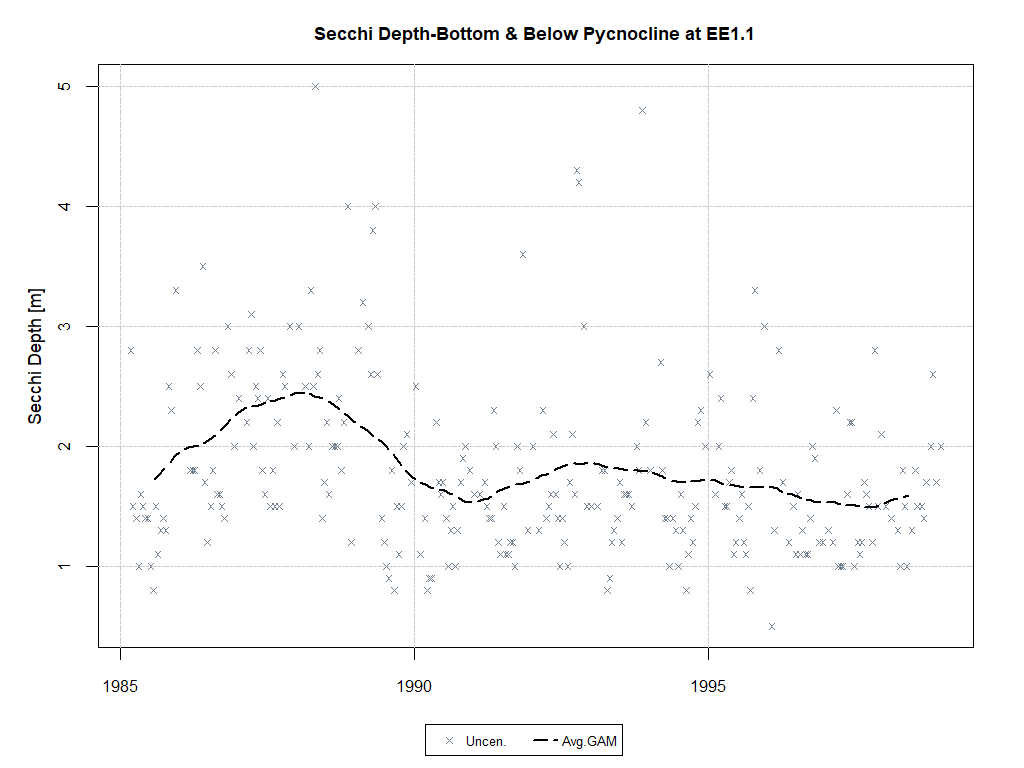 Secchi Depth-Bottom & Below Pycnocline at EE1.1
Secchi Depth [m]
5
4
3
2
1
1985 1990 1995
Uncen. Avg.GAM